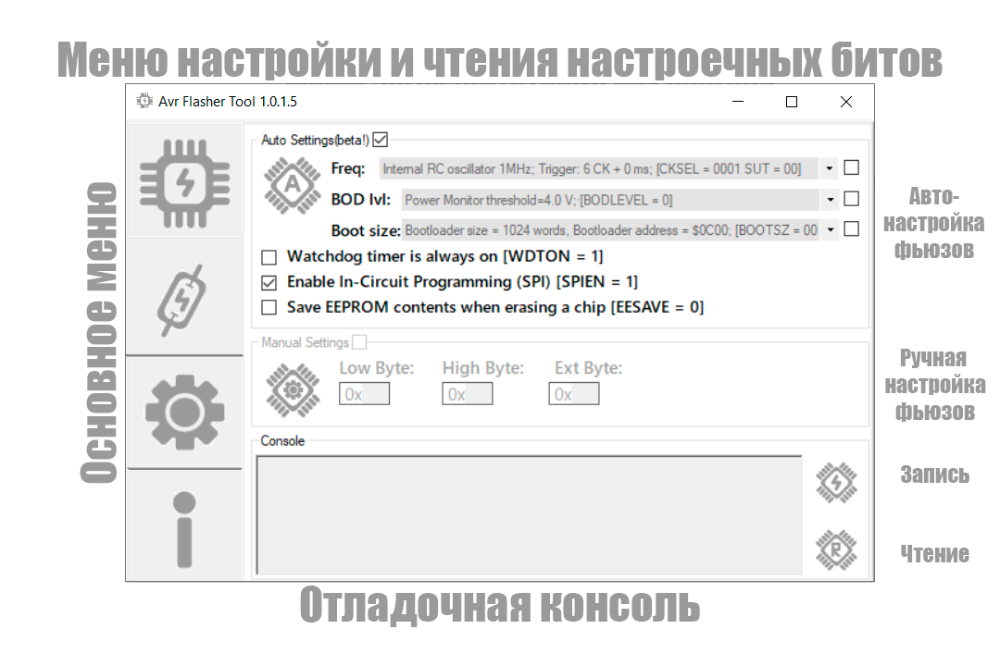 Меню настройки и чтения настроечных битов
Avr Flasher Tool 1.0.1.5
Основное меню
Auto Settings(beta!)
A
Freq: Internal RC oscillator 1MHz; Trigger: 6 CK + 0 ms; [CKSEL = 0001 SUT = 00]
BOD lvl: Power Monitor threshold=4.0 V;·[BODLEVEL = 0]
Boot size: Bootloader size = 1024 words, Bootloader address = $0C00; [BOOTSZ = 00
Watchdog timer is always on [WDTON = 1]
Enable In-Circuit Programming (SPI) [SPIEN = 1]
Save EEPROM contents when erasing a chip [EESAVE = 0]
Авто-
настройка
фьюзов
Manual Settings
Low Byte: High Byte: Ext Byte:
0x 0x 0x
Ручная
настройка
фьюзов
Console
Запись
R
Чтение
Отладочная консоль